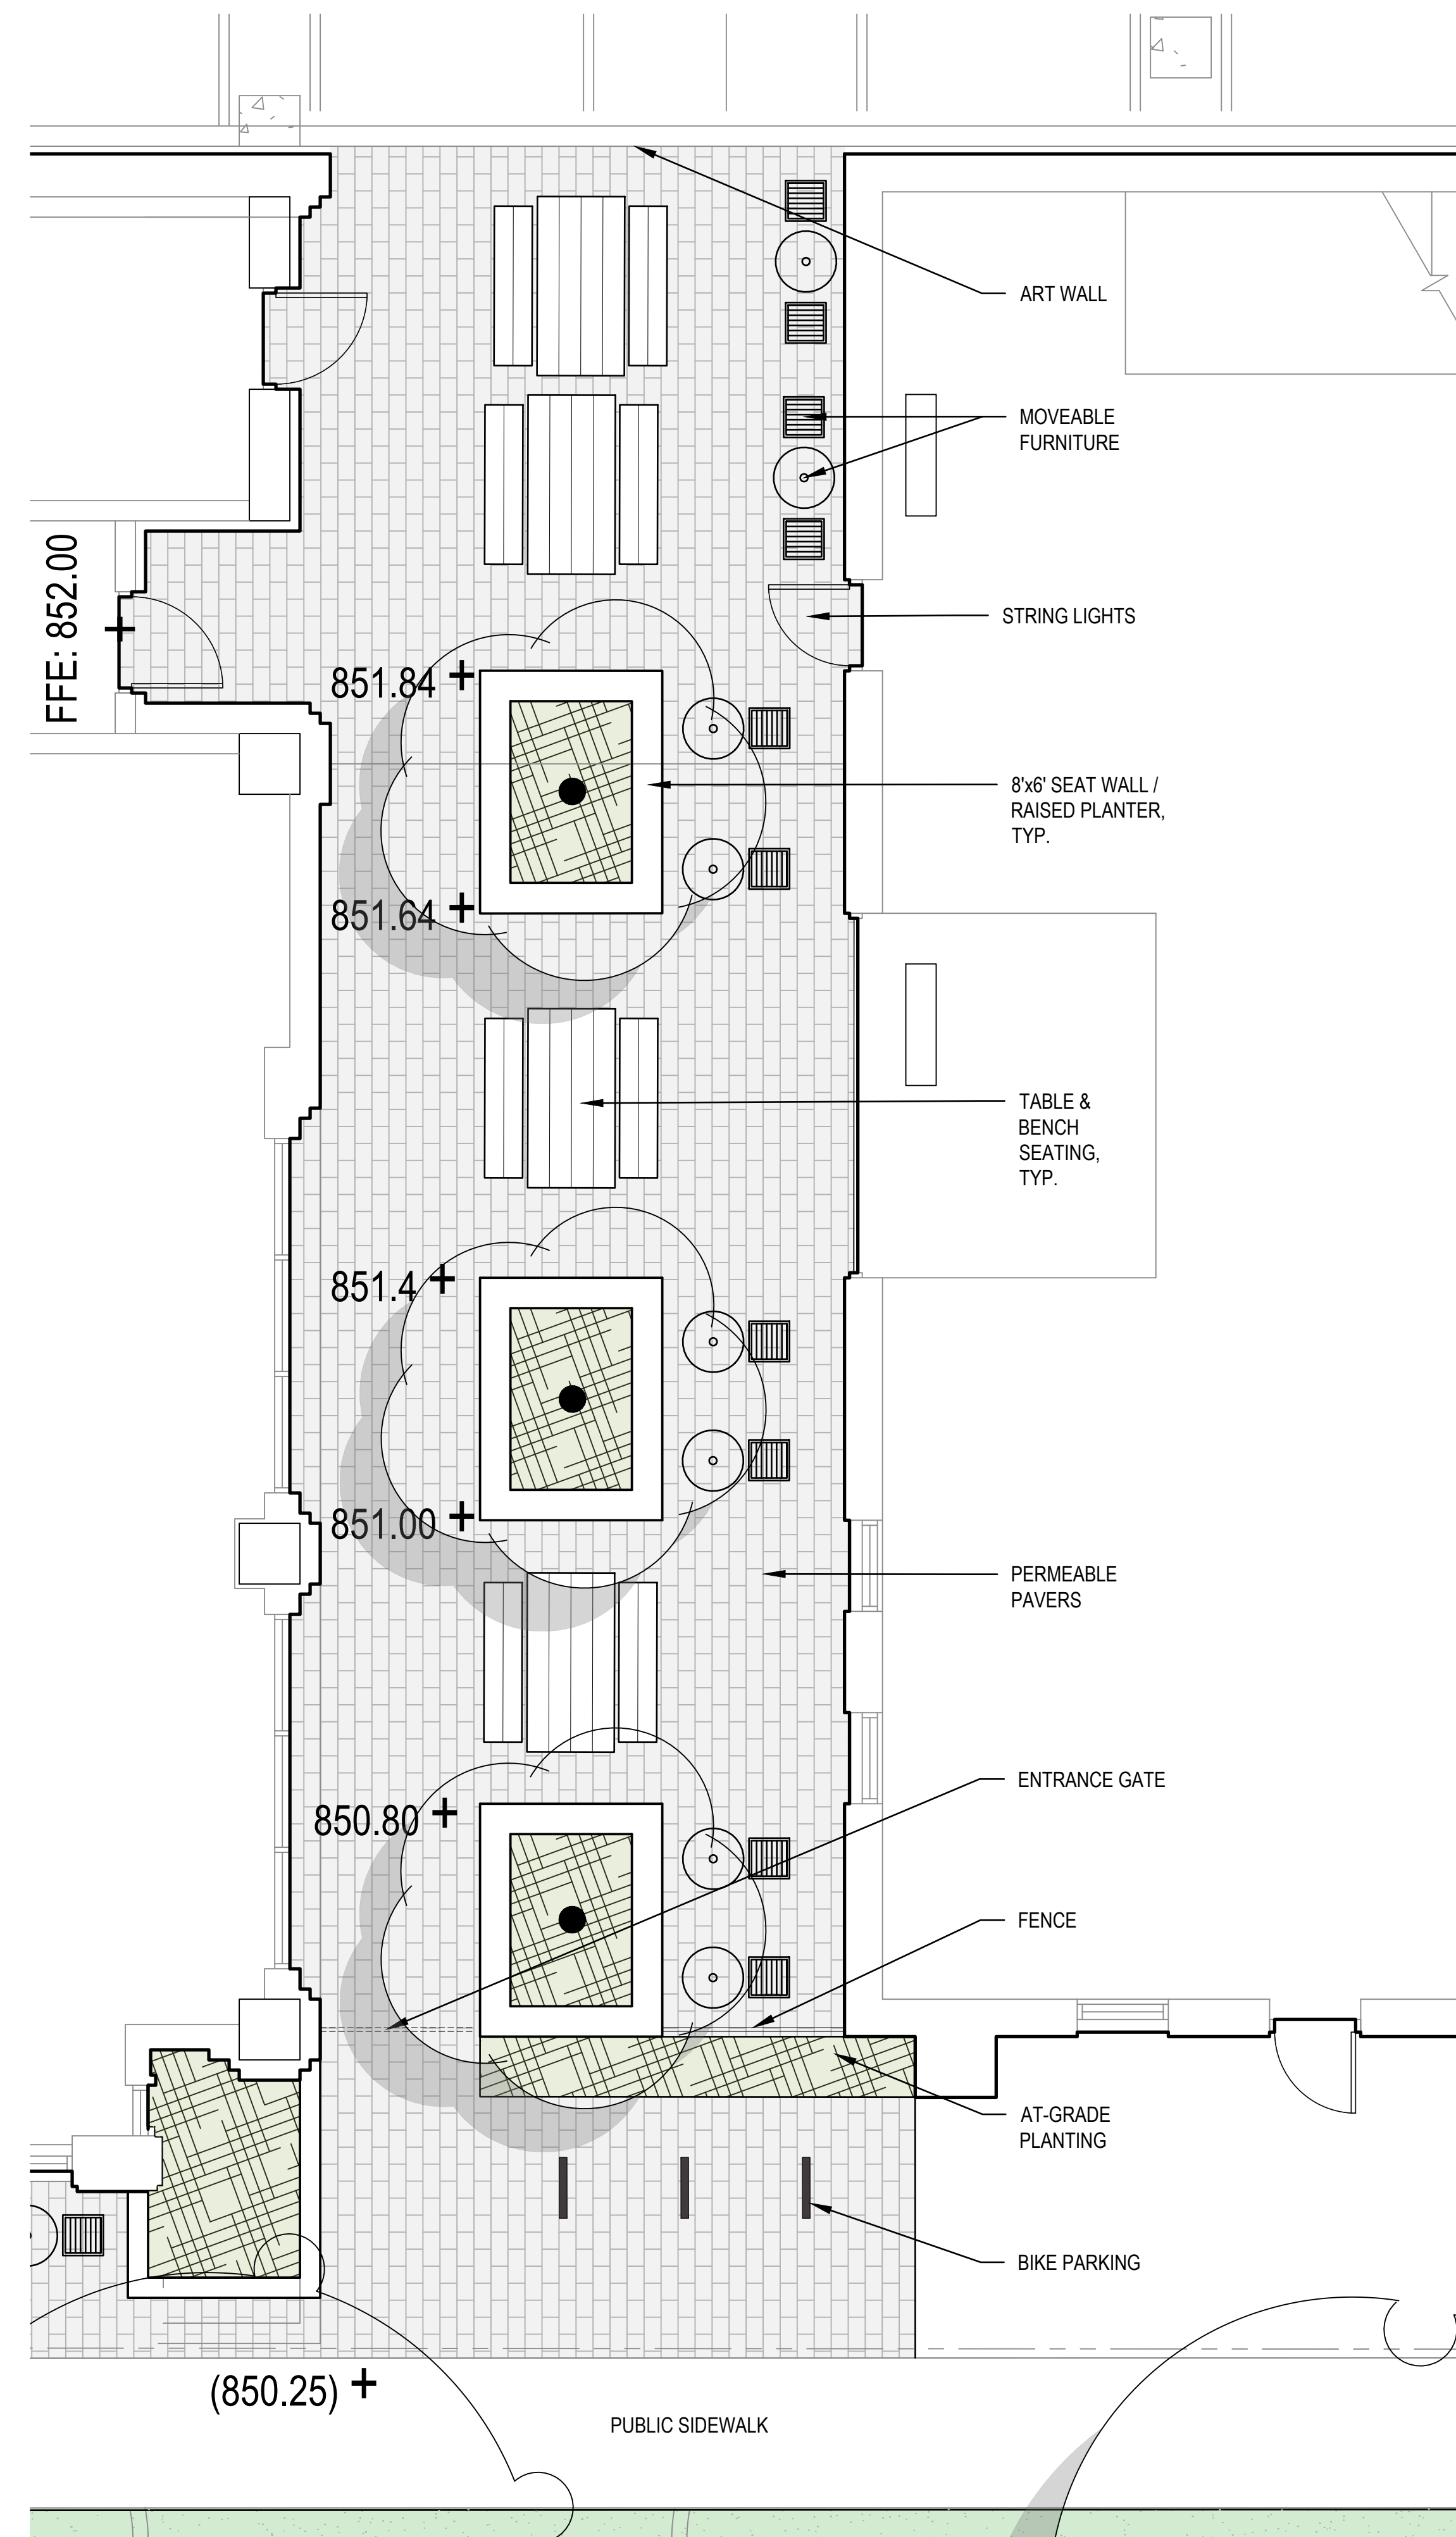 ART WALL
MOVEABLE
FURNITURE
FFE: 852.00
STRING LIGHTS
851.84
8'x6' SEAT WALL /
RAISED PLANTER,
TYP.
851.64
TABLE &
BENCH
SEATING,
TYP.
851.4
851.00
PERMEABLE
PAVERS
ENTRANCE GATE
850.80
FENCE
AT-GRADE
PLANTING
BIKE PARKING
(850.25)
PUBLIC SIDEWALK